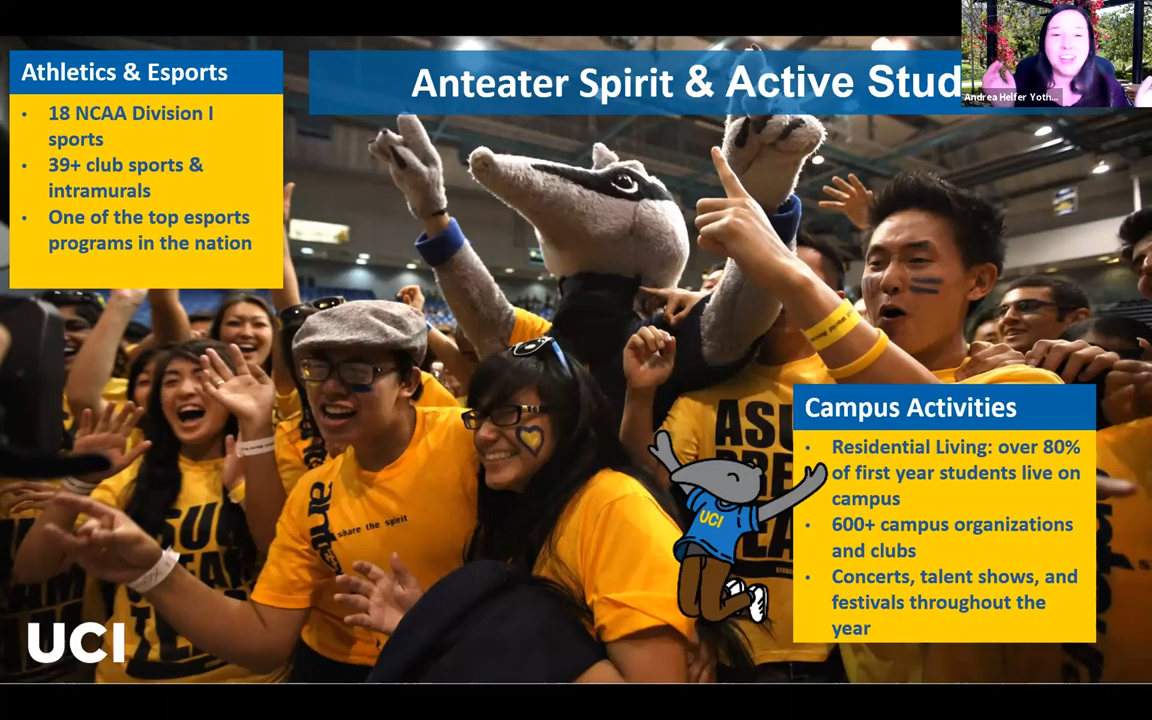 Athletics & Esports
• 18 NCAA Division I
sports
• 39+ club sports &
intramurals
• One of the top esports
programs in the nation
Anteater Spirit & Active Stud
Andrea Helfer Yoth...
share the spirit
UCI
Campus Activities
• Residential Living: over 80%
of first year students live on
campus
• 600+ campus organizations
and clubs
• Concerts, talent shows, and
festivals throughout the
year
UCI